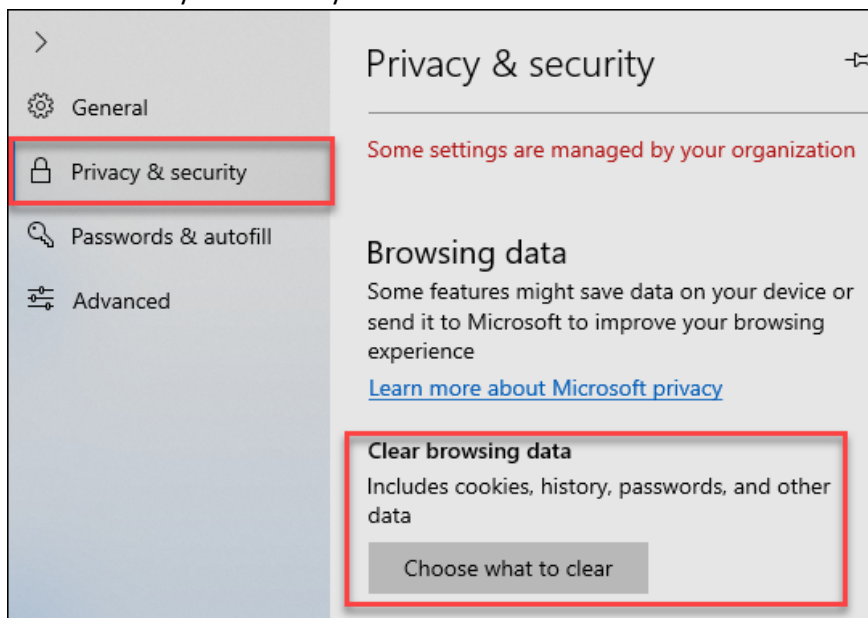 General
Privacy & security
Passwords & autofill
Advanced
Privacy & security
Some settings are managed by your organization
Browsing data
Some features might save data on your device or
send it to Microsoft to improve your browsing
experience
Learn more about Microsoft privacy
Clear browsing data
Includes cookies, history, passwords, and other
data
Choose what to clear